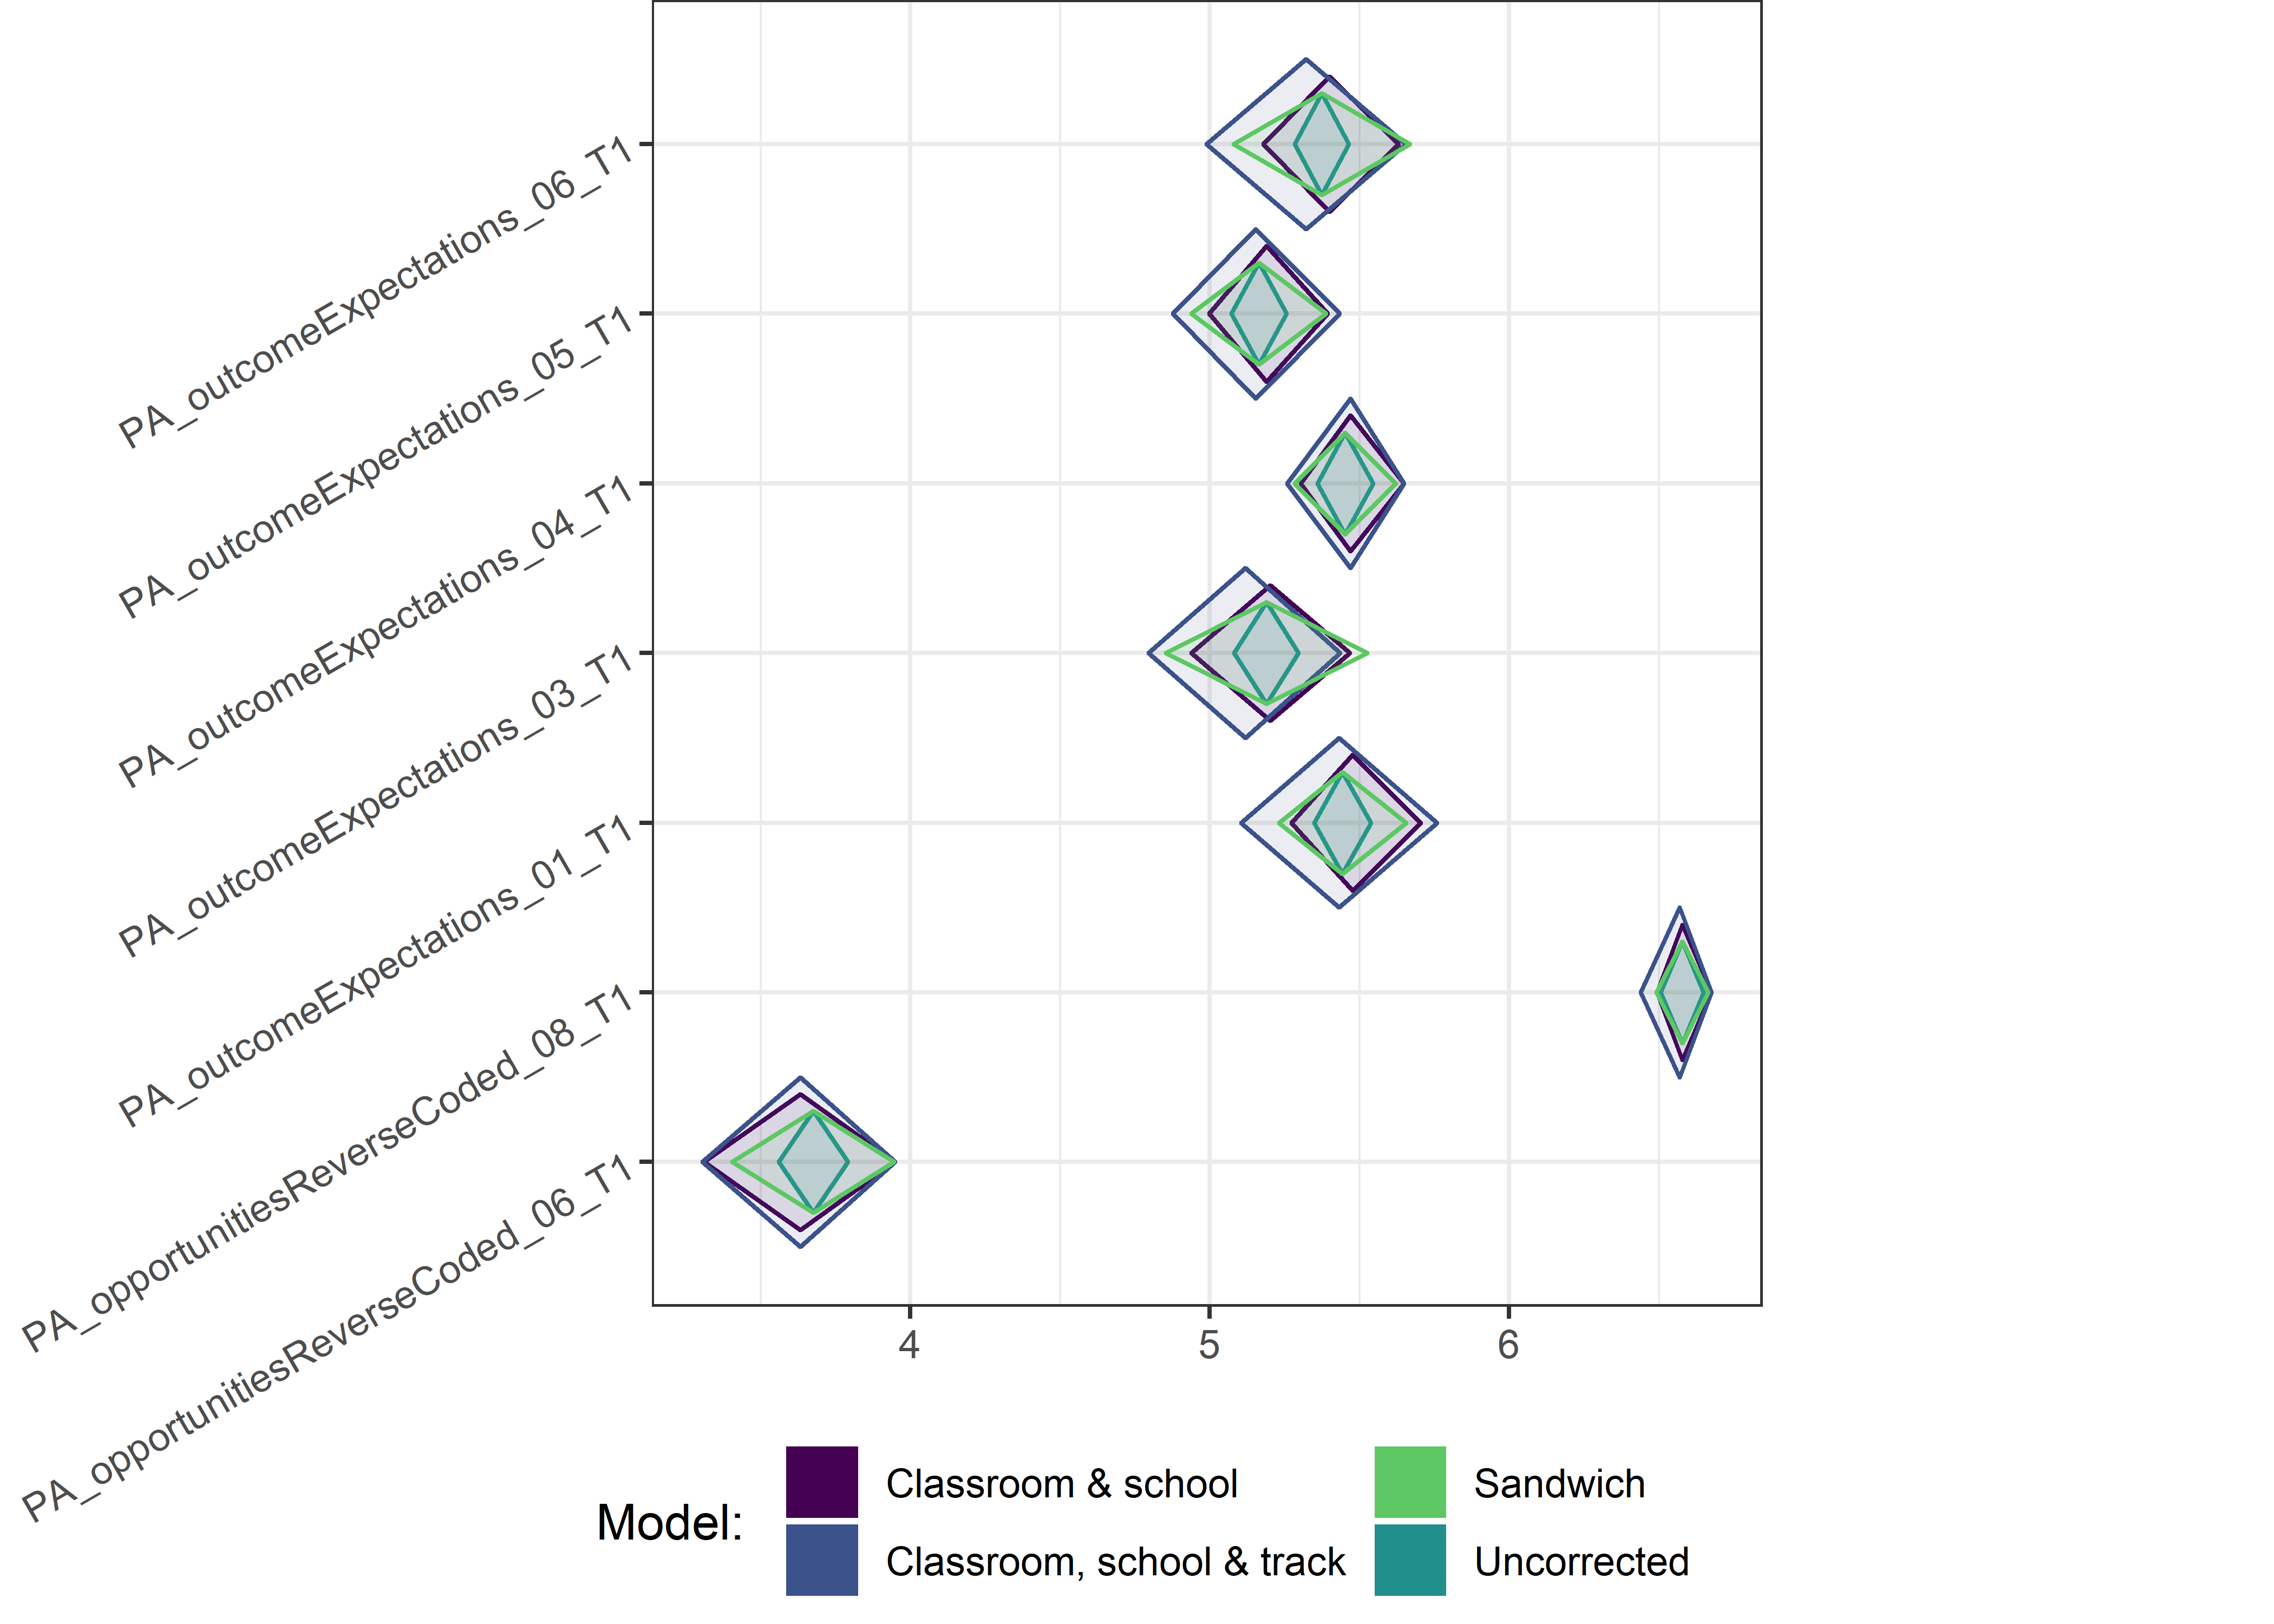 PA_outcomeExpectations_06_T1
PA_outcomeExpectations_05_T1
PA_outcomeExpectations_04_T1
PA_outcomeExpectations_03_T1
PA_outcomeExpectations_01_T1
PA_opportunitiesReverseCoded_08_T1
PA_opportunitiesReverseCoded_06_T1
4 5 6
Model:
Classroom & school
Classroom, school & track
Sandwich
Uncorrected